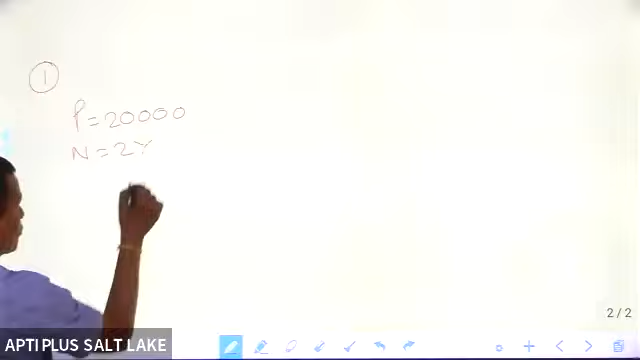 1
P = 20000
N = 2Y
2 / 2
APTI PLUS SALT LAKE